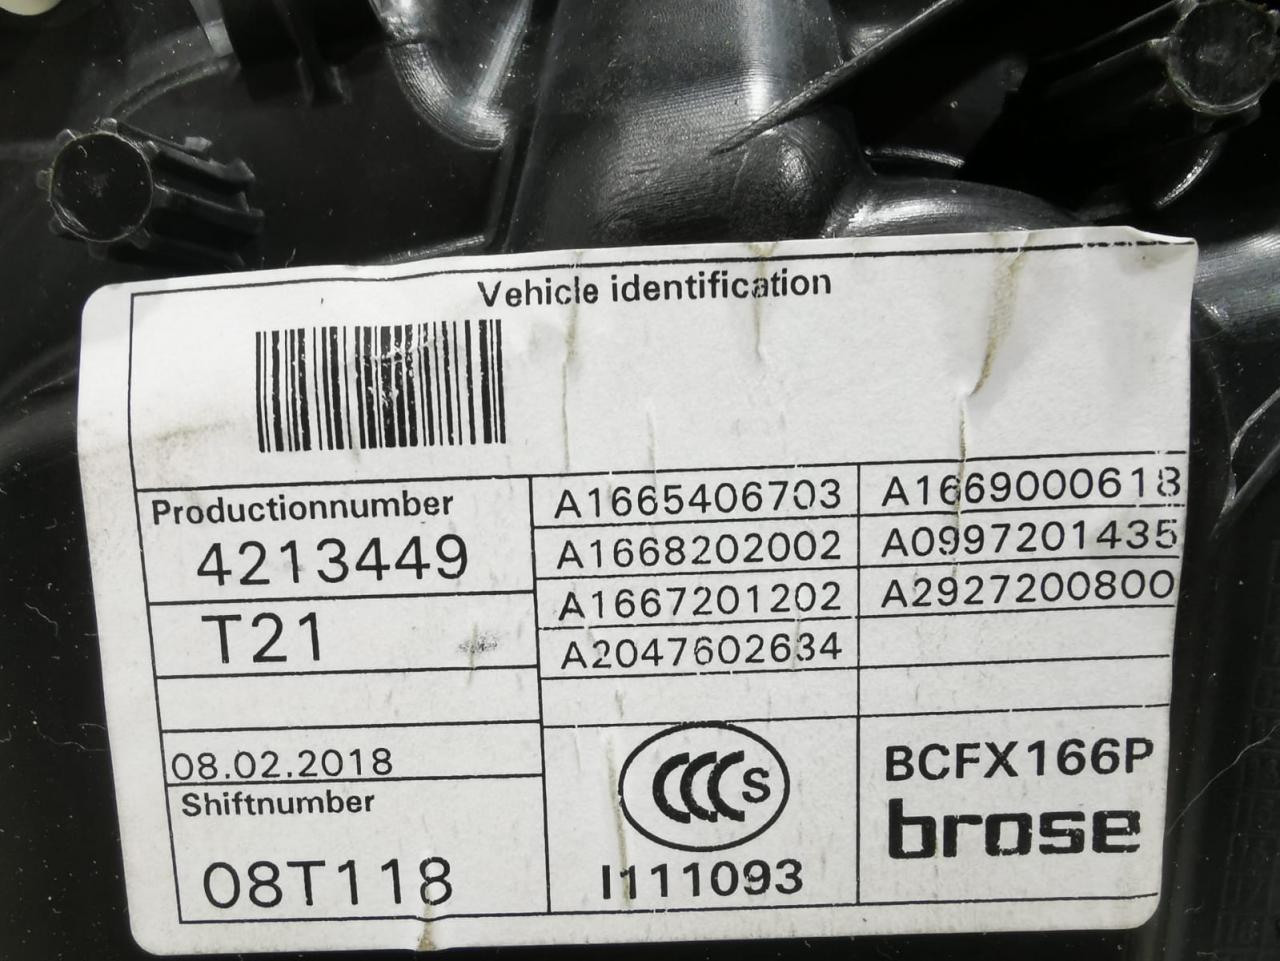 Vehicle identification
Productionnumber
4213449
T21
08.02.2018
Shiftnumber
08T118
A1665406703
A1668202002
A1667201202
A2047602634
A1669000618
A0997201435
A2927200800
CCC S
I111093
BCFX166P
brose